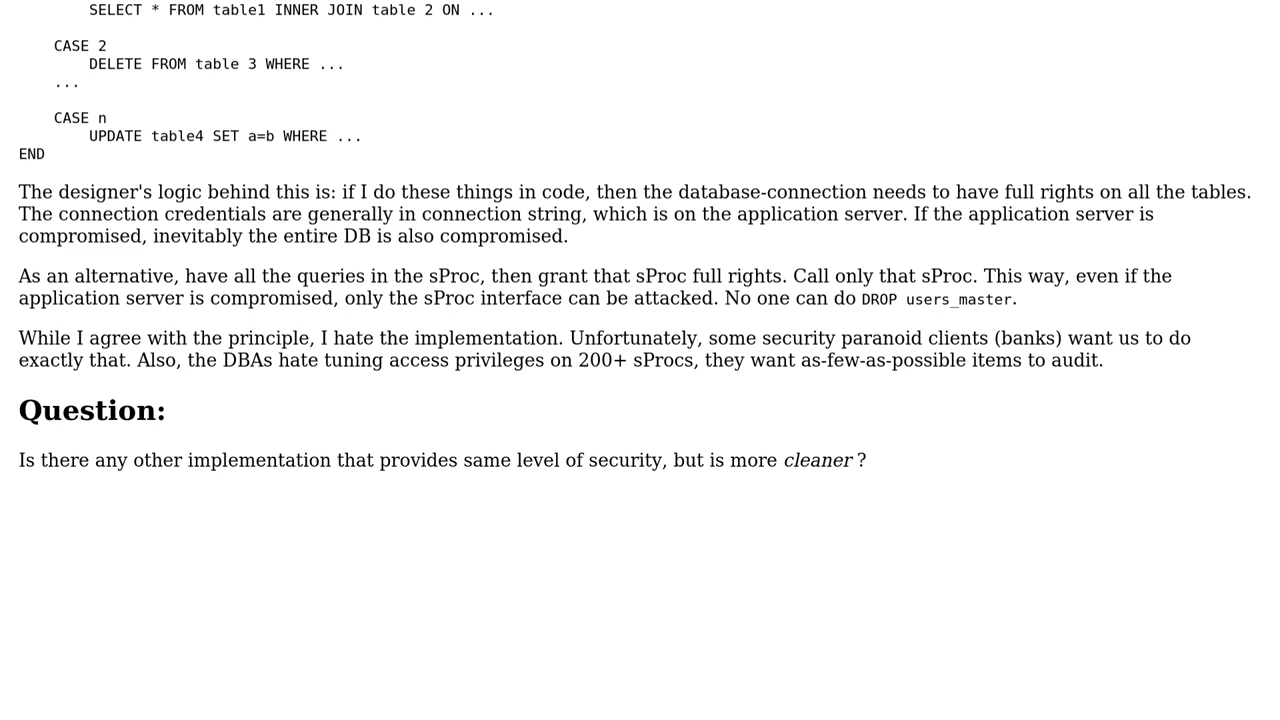 SELECT * FROM table1 INNER JOIN table 2 ON ...
CASE 2
DELETE FROM table 3 WHERE ...
...
CASE n
UPDATE table4 SET a=b WHERE ...
END
The designer's logic behind this is: if I do these things in code, then the database-connection needs to have full rights on all the tables.
The connection credentials are generally in connection string, which is on the application server. If the application server is
compromised, inevitably the entire DB is also compromised.
As an alternative, have all the queries in the sProc, then grant that sProc full rights. Call only that sProc. This way, even if the
application server is compromised, only the sProc interface can be attacked. No one can do DROP users_master.
While I agree with the principle, I hate the implementation. Unfortunately, some security paranoid clients (banks) want us to do
exactly that. Also, the DBAs hate tuning access privileges on 200+ sProcs, they want as-few-as-possible items to audit.
Question:
Is there any other implementation that provides same level of security, but is more cleaner ?